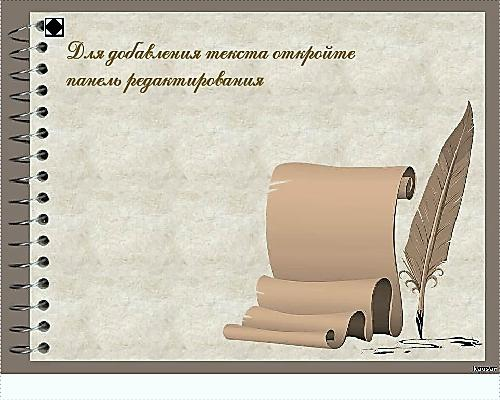 Для добавления текста откройте
панель редактирования